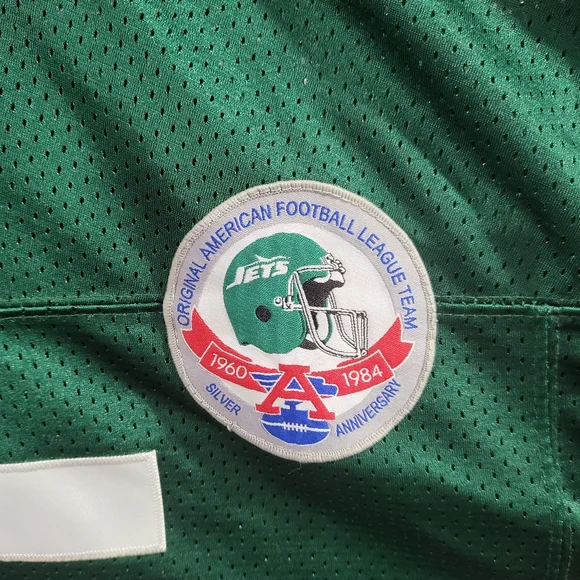 ORIGINAL AMERICAN FOOTBALL LEAGUE TEAM
JETS
1960 A 1984
SILVER ANNIVERSARY